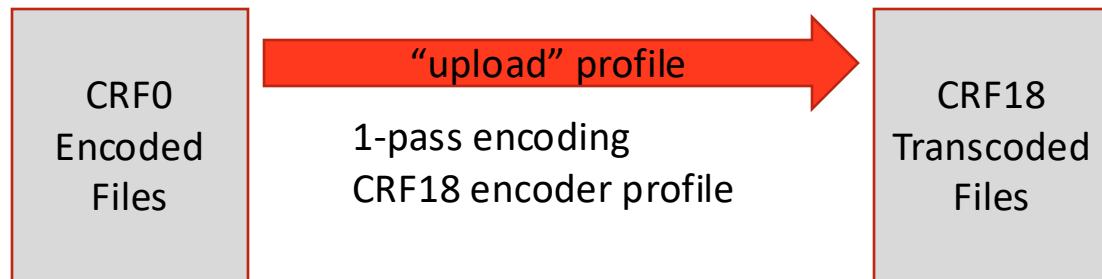 CRF0
Encoded
Files
“upload” profile
1-pass encoding
CRF18 encoder profile
CRF18
Transcoded
Files